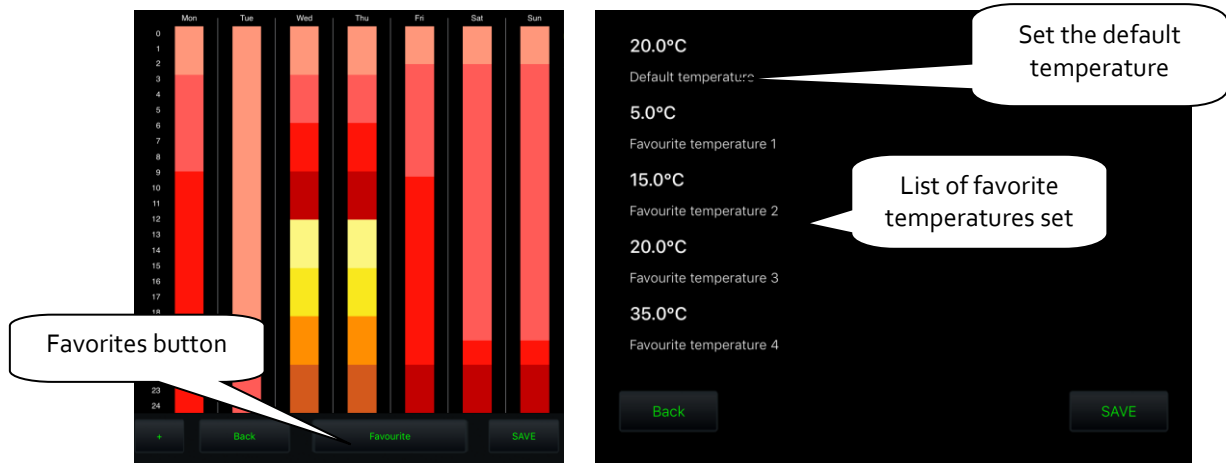 Mon Tue Wed Thu Fri Sat Sun
0
1
2
3
4
5
6
7
8
9
10
11
12
13
14
15
16
17
18
23
24
Favorites button
+ Back Favourite SAVE
20.0°C
Default temperature
5.0°C
Favourite temperature 1
15.0°C
Favourite temperature 2
20.0°C
Favourite temperature 3
35.0°C
Favourite temperature 4
Back SAVE
Set the default
temperature
List of favorite
temperatures set